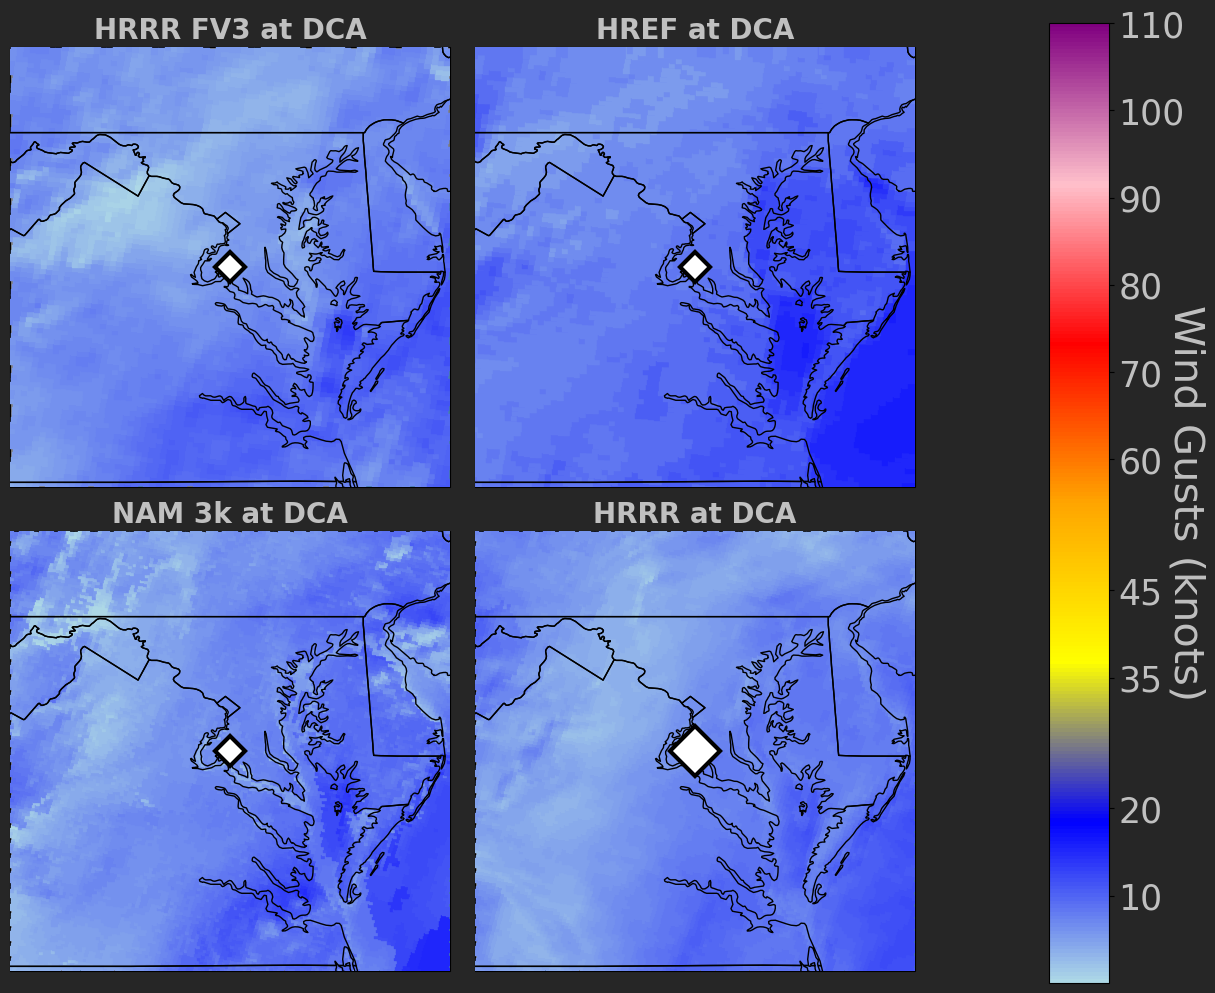 HRRR FV3 at DCA
HREF at DCA
NAM 3k at DCA
HRRR at DCA
110
100
90
80
70
60
45
35
20
10
Wind Gusts (knots)